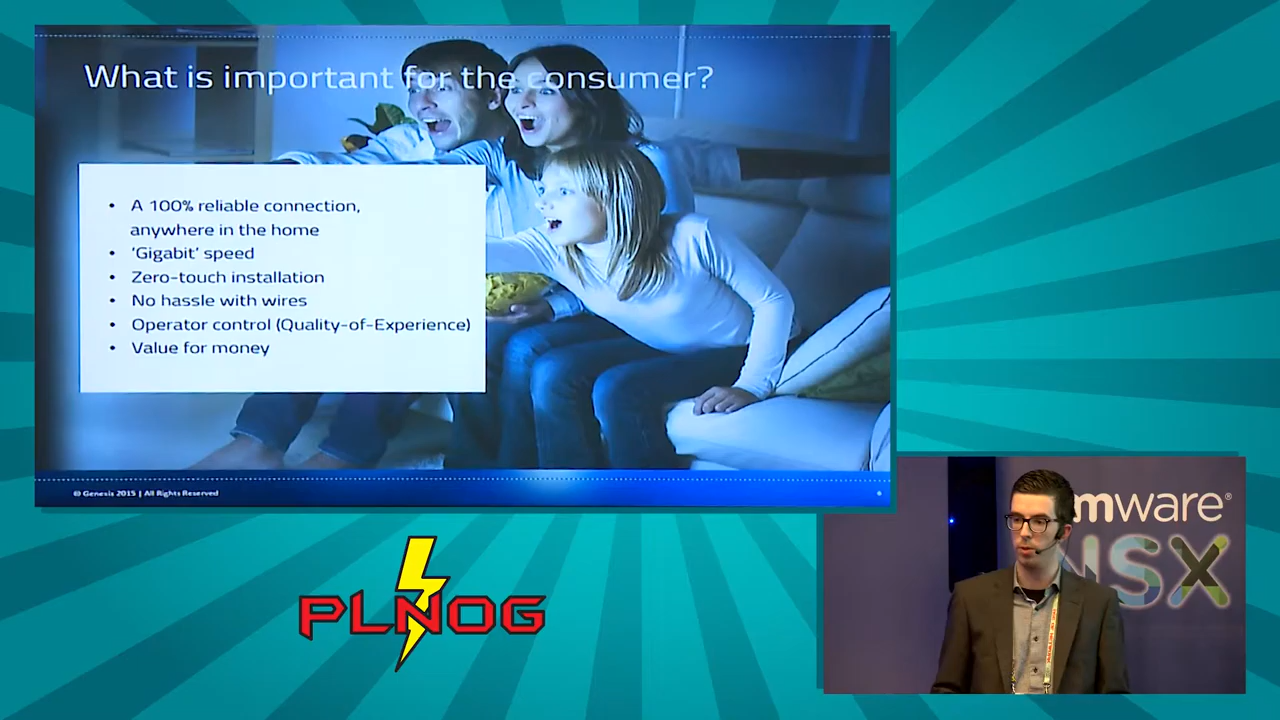 What is important for the consumer?
• A 100% reliable connection,
anywhere in the home
• 'Gigabit' speed
• Zero-touch installation
• No hassle with wires
• Operator control (Quality-of-Experience)
• Value for money
© Genesis 2015 | All Rights Reserved
mware®
NSX
PLNOG